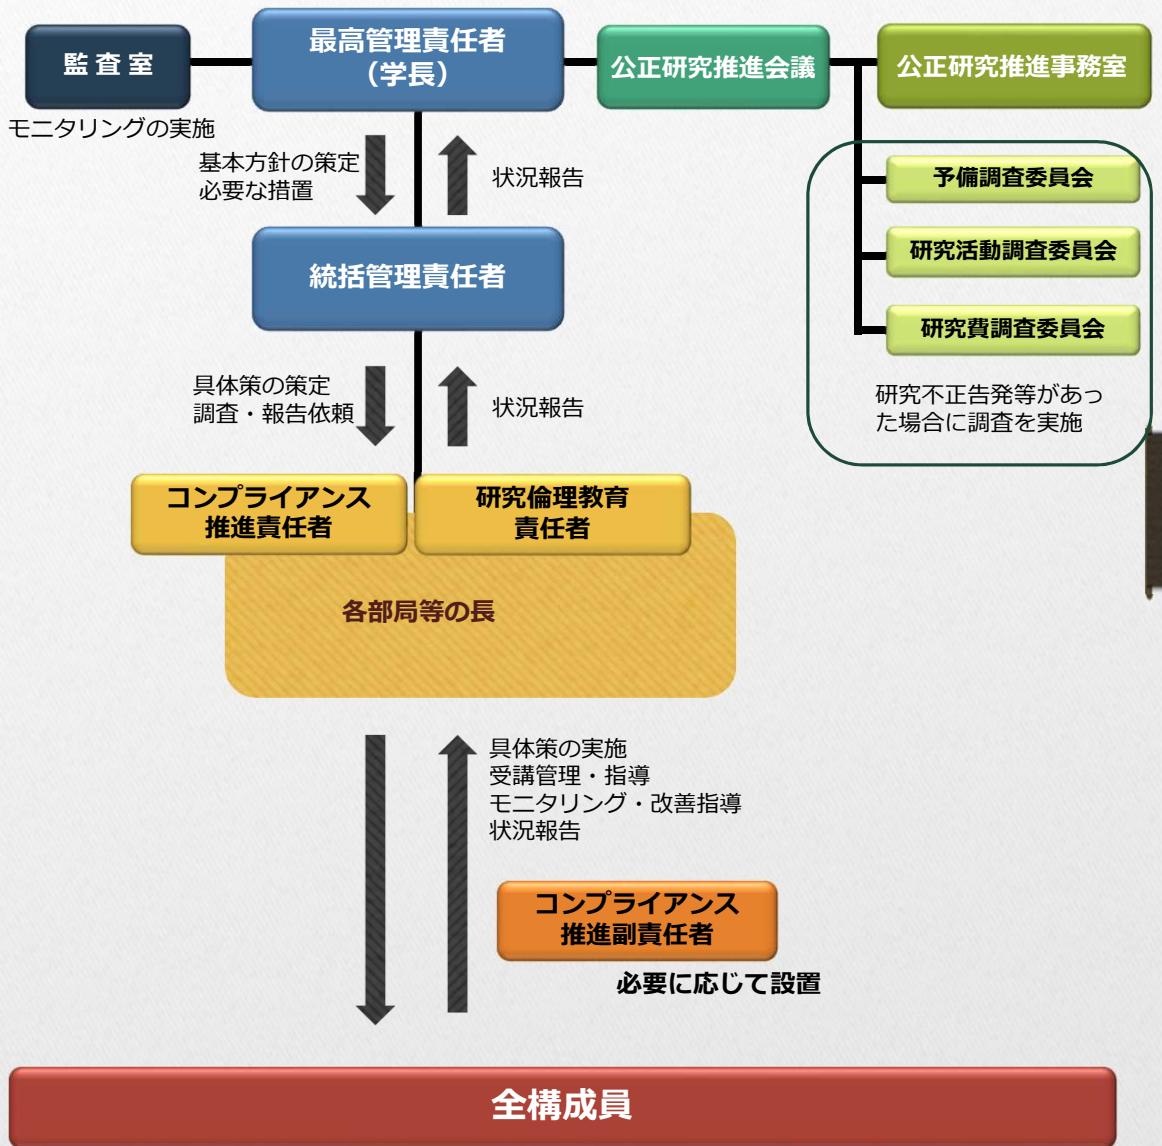 監査室
最高管理責任者
（学長）
公正研究推進会議
公正研究推進事務室
モニタリングの実施
基本方針の策定
必要な措置
状況報告
予備調査委員会
研究活動調査委員会
研究費調査委員会
研究不正告発等があっ
た場合に調査を実施
統括管理責任者
具体策の策定
調査・報告依頼
状況報告
コンプライアンス
推進責任者
研究倫理教育
責任者
各部局等の長
具体策の実施
受講管理・指導
モニタリング・改善指導
状況報告
コンプライアンス
推進副責任者
必要に応じて設置
全構成員